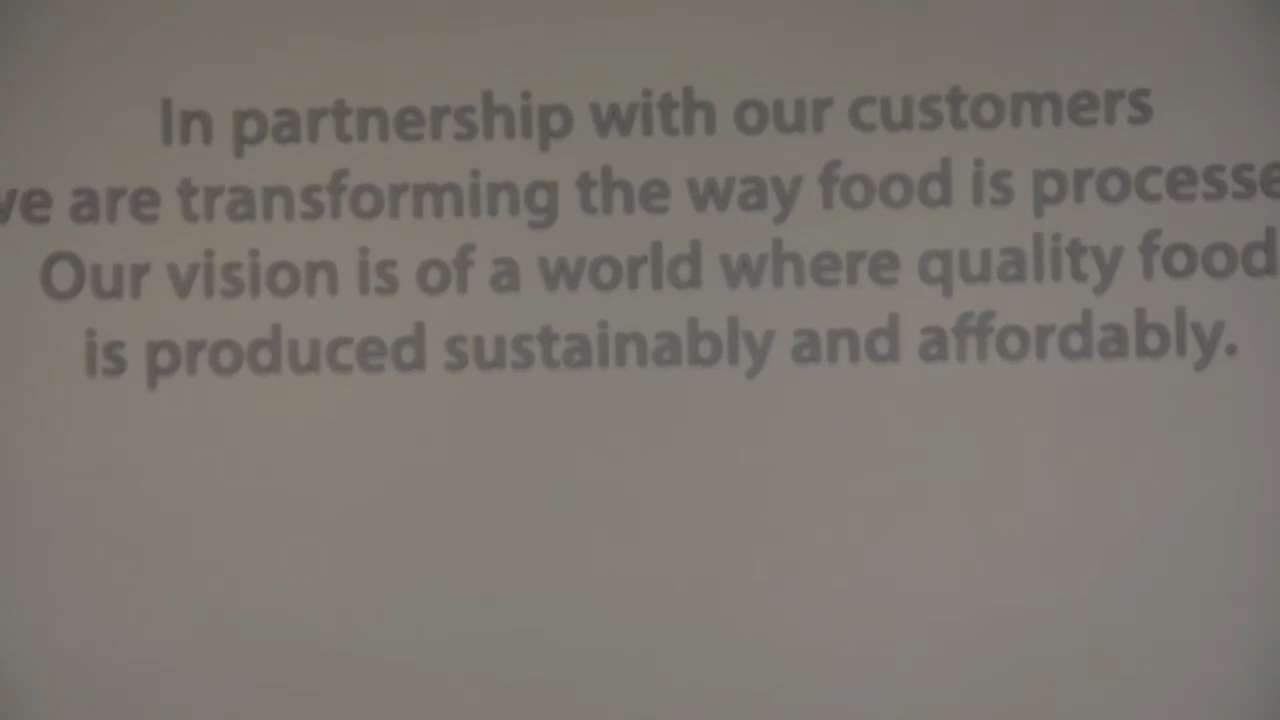 In partnership with our customers
we are transforming the way food is processe
Our vision is of a world where quality food
is produced sustainably and affordably.